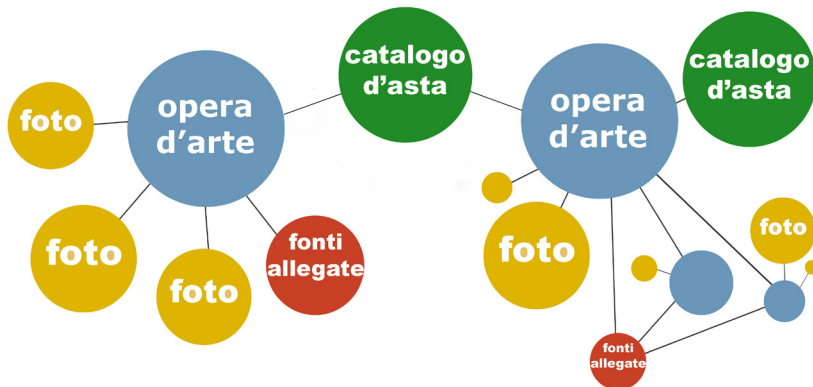 foto
opera
d'arte
catalogo
d'asta
opera
d'arte
catalogo
d'asta
foto
foto
fonti
allegate
foto
foto
fonti
allegate